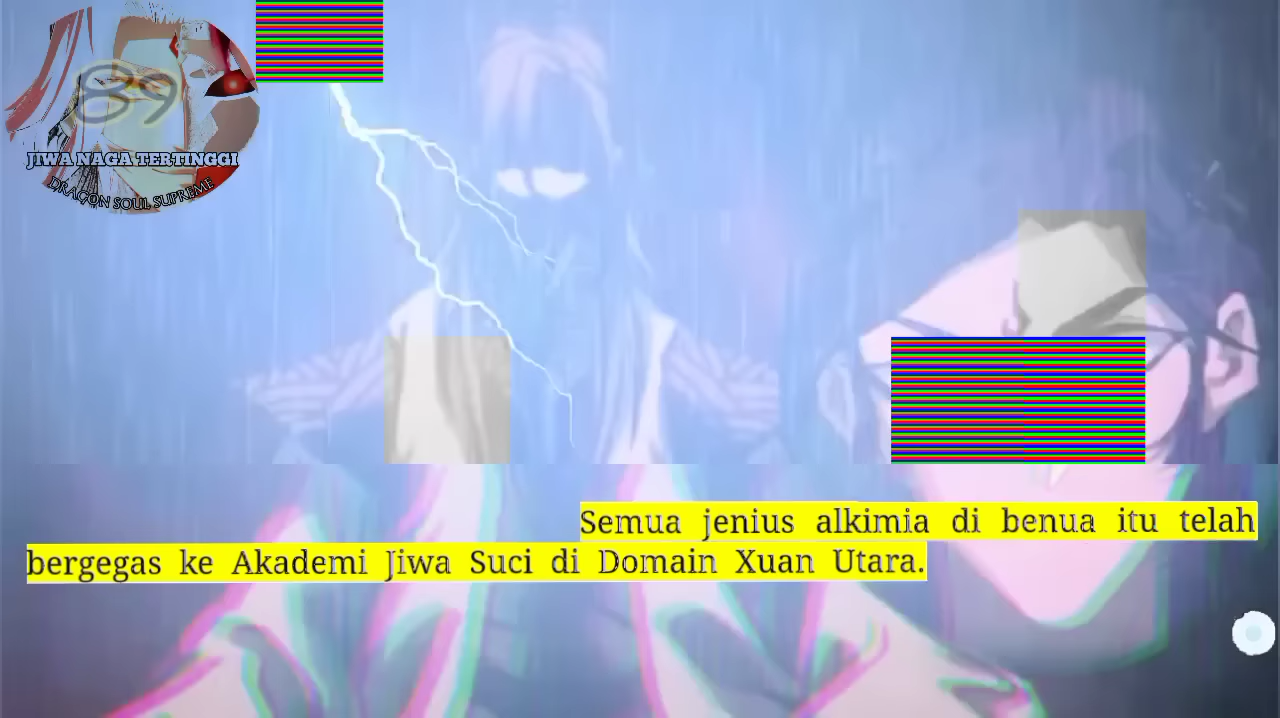 89
JIWA NAGA TERTINGGI
DRAGON SOUL SUPREME
Semua jenius alkimia di benua itu telah
bergegas ke Akademi Jiwa Suci di Domain Xuan Utara.